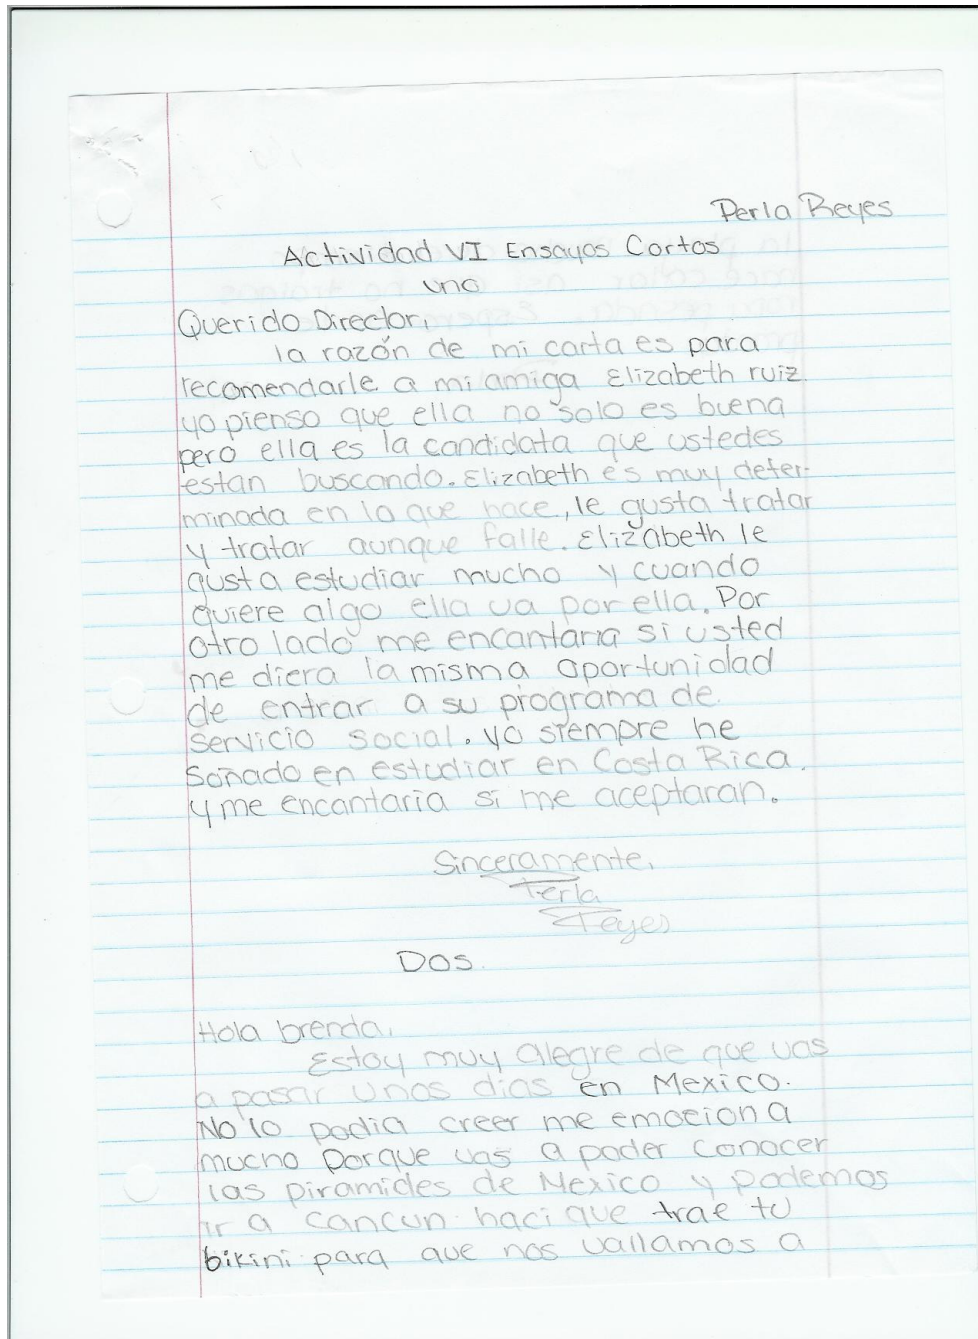 Perla Reyes
Actividad VI Ensayos Cortos
uno
Querido Director,
la razón de mi carta es para
recomendarle a mi amiga Elizabeth ruiz.
yo pienso que ella no solo es buena
pero ella es la candidata que ustedes
estan buscando. Elizabeth es muy deter-
minada en lo que hace, le gusta tratar
y tratar aunque falle. Elizabeth le
gusta estudiar mucho y cuando
quiere algo ella va por ella. Por
otro lado me encantaria si usted
me diera la misma oportunidad
de entrar a su programa de
servicio social. yo siempre he
soñado en estudiar en Costa Rica.
y me encantaria si me aceptaran.
Sinceramente,
Perla
Reyes
Dos.
Hola brenda,
Estoy muy alegre de que vas
a pasar unos dias en Mexico.
No lo podia creer me emociona
mucho porque vas a poder conocer
las piramides de Mexico y podemos
ir a cancun haci que trae tu
bikini para que nos vallamos a